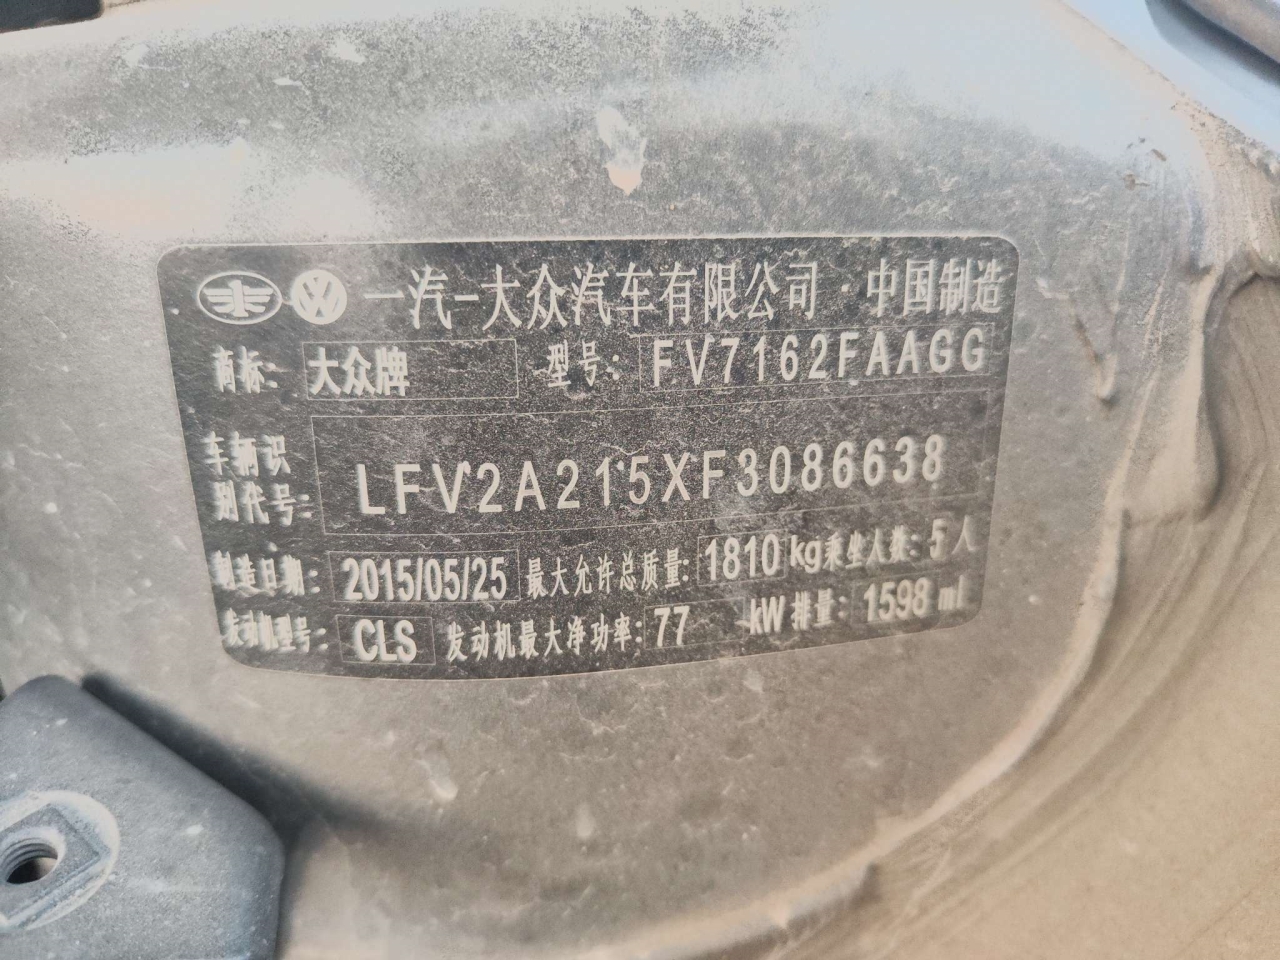 一汽-大众汽车有限公司·中国制造
商标: 大众牌 型号: FV7162FAAGG
车辆识别代号: LFV2A215XF3086638
制造日期: 2015/05/25 最大允许总质量: 1810 kg 乘坐人数: 5 人
发动机型号: CLS 发动机最大净功率: 77 kW 排量: 1598 ml